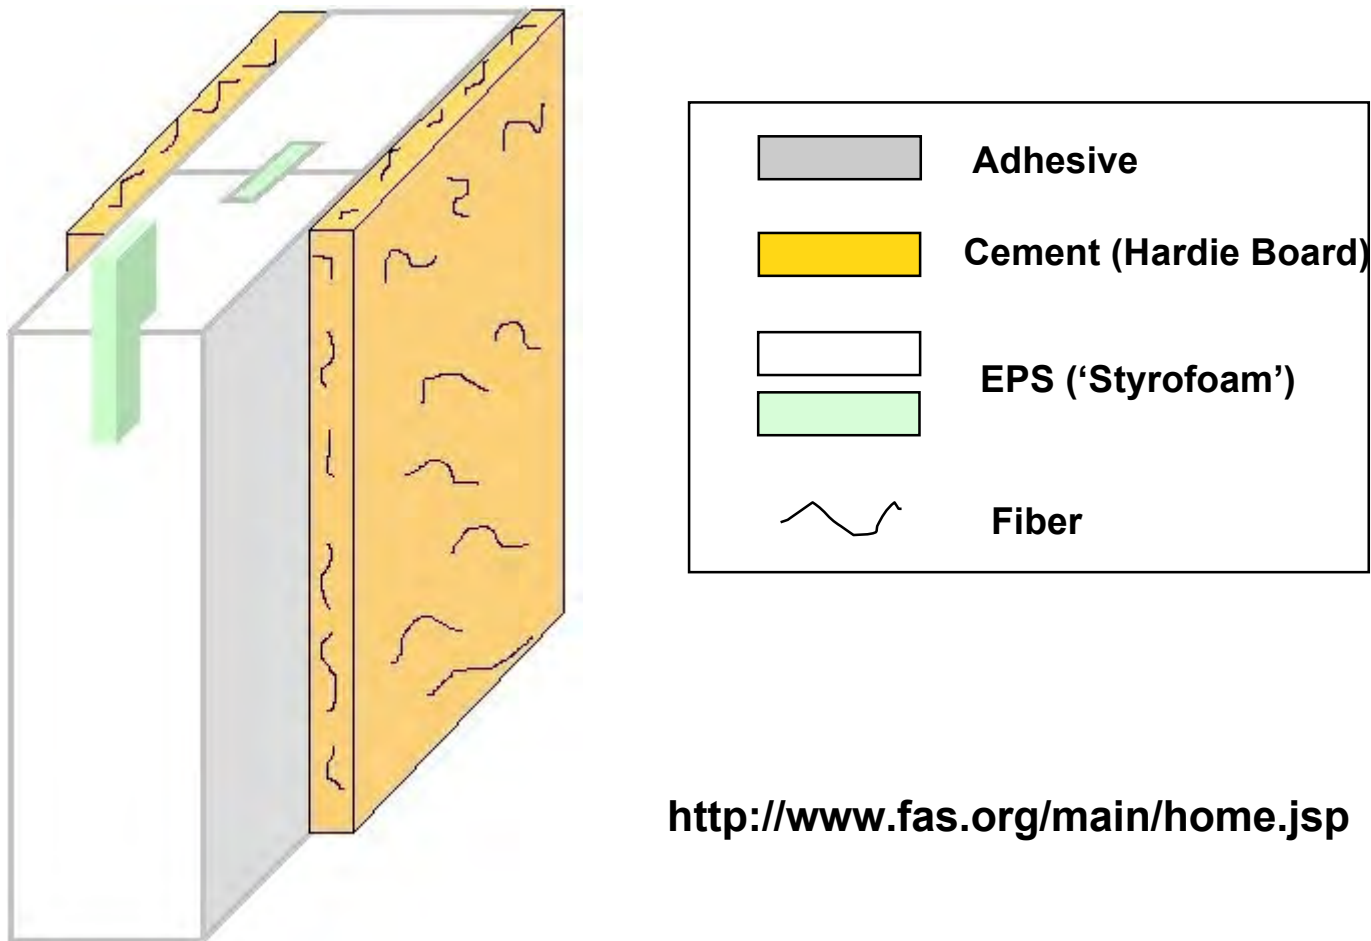 Adhesive
Cement (Hardie Board)
EPS (‘Styrofoam’)
Fiber
http://www.fas.org/main/home.jsp